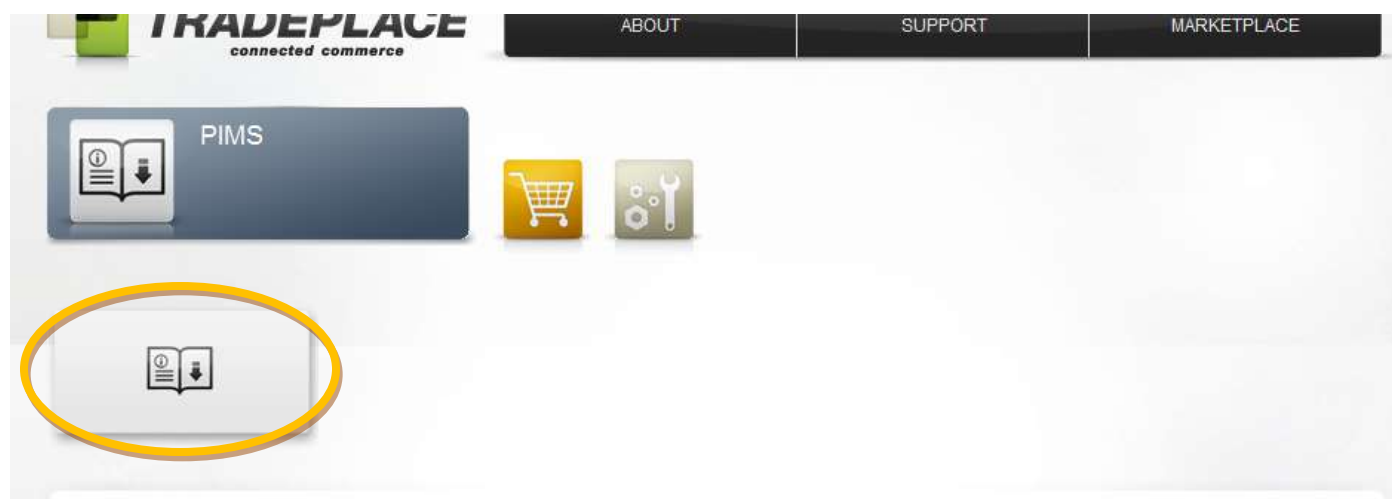 TRADEPLACE
connected commerce
ABOUT
SUPPORT
MARKETPLACE
PIMS